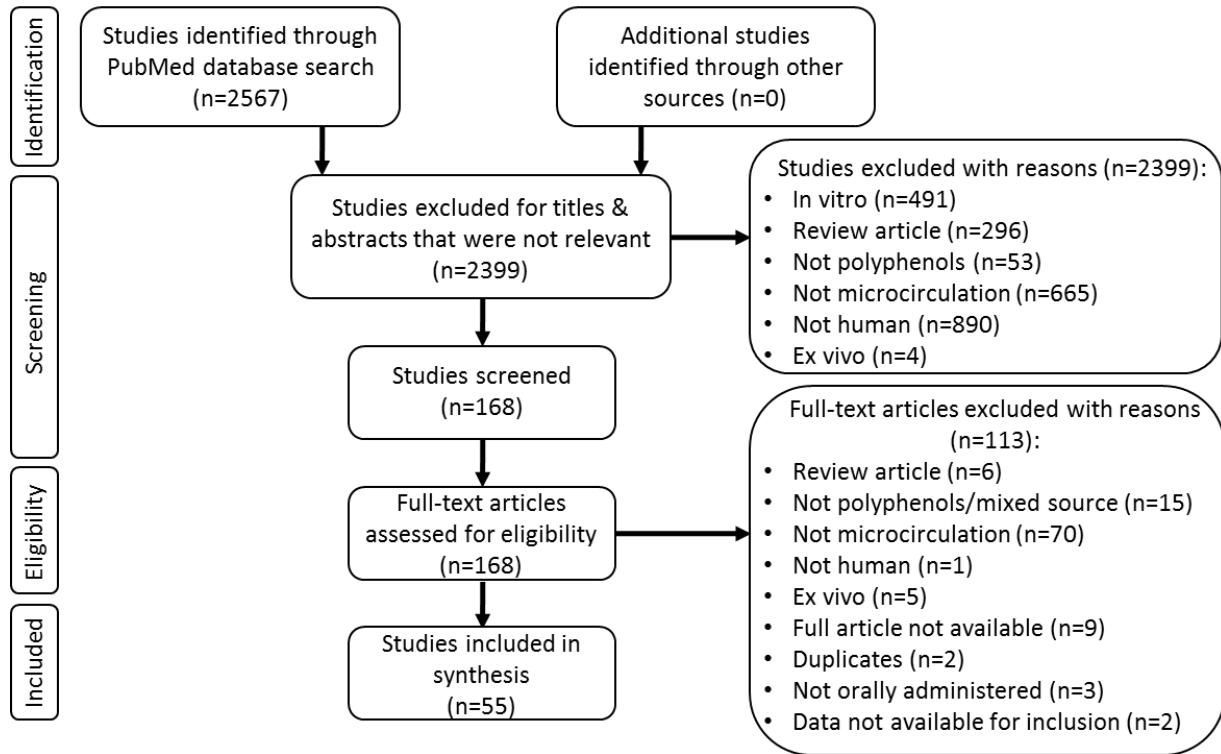 Identification
Studies identified through
PubMed database search
(n=2567)
Additional studies
identified through other
sources (n=0)
Screening
Studies excluded for titles &
abstracts that were not relevant
(n=2399)
Studies excluded with reasons (n=2399):
• In vitro (n=491)
• Review article (n=296)
• Not polyphenols (n=53)
• Not microcirculation (n=665)
• Not human (n=890)
• Ex vivo (n=4)
Studies screened
(n=168)
Eligibility
Full-text articles
assessed for eligibility
(n=168)
Full-text articles excluded with reasons
(n=113):
• Review article (n=6)
• Not polyphenols/mixed source (n=15)
• Not microcirculation (n=70)
• Not human (n=1)
• Ex vivo (n=5)
• Full article not available (n=9)
• Duplicates (n=2)
• Not orally administered (n=3)
• Data not available for inclusion (n=2)
Included
Studies included in
synthesis
(n=55)